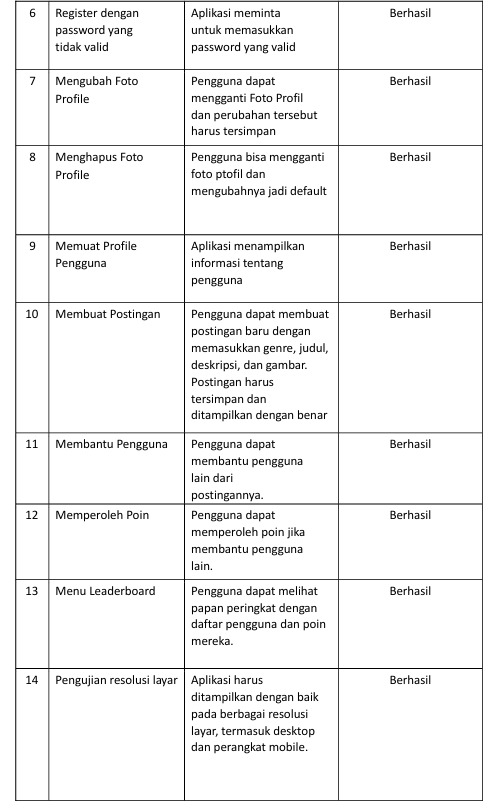 6 Register dengan Aplikasi meminta Berhasil
password yang untuk memasukkan
tidak valid password yang valid
7 Mengubah Foto Pengguna dapat Berhasil
Profile mengganti Foto Profil
dan perubahan tersebut
harus tersimpan
8 Menghapus Foto Pengguna bisa mengganti Berhasil
Profile foto ptofil dan
mengubahnya jadi default
9 Memuat Profile Aplikasi menampilkan Berhasil
Pengguna informasi tentang
pengguna
10 Membuat Postingan Pengguna dapat membuat Berhasil
postingan baru dengan
memasukkan genre, judul,
deskripsi, dan gambar.
Postingan harus
tersimpan dan
ditampilkan dengan benar
11 Membantu Pengguna Pengguna dapat Berhasil
membantu pengguna
lain dari
postingannya.
12 Memperoleh Poin Pengguna dapat Berhasil
memperoleh poin jika
membantu pengguna
lain.
13 Menu Leaderboard Pengguna dapat melihat Berhasil
papan peringkat dengan
daftar pengguna dan poin
mereka.
14 Pengujian resolusi layar Aplikasi harus Berhasil
ditampilkan dengan baik
pada berbagai resolusi
layar, termasuk desktop
dan perangkat mobile.